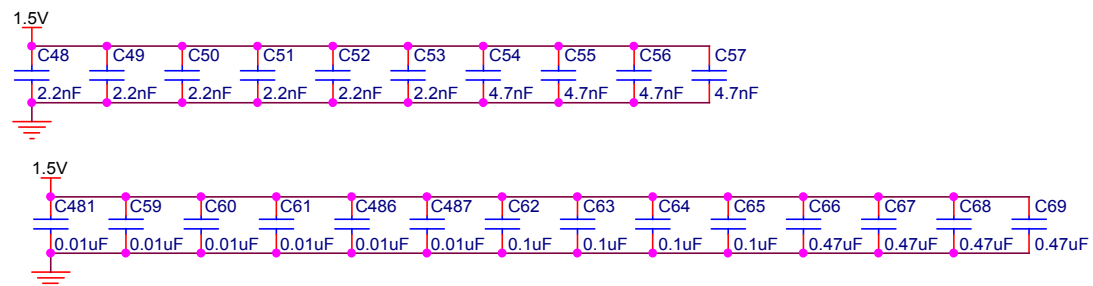 1.5V
C48 C49 C50 C51 C52 C53 C54 C55 C56 C57
2.2nF 2.2nF 2.2nF 2.2nF 2.2nF 2.2nF 4.7nF 4.7nF 4.7nF 4.7nF
1.5V
C481 C59 C60 C61 C486 C487 C62 C63 C64 C65 C66 C67 C68 C69
0.01uF 0.01uF 0.01uF 0.01uF 0.01uF 0.01uF 0.1uF 0.1uF 0.1uF 0.1uF 0.47uF 0.47uF 0.47uF 0.47uF